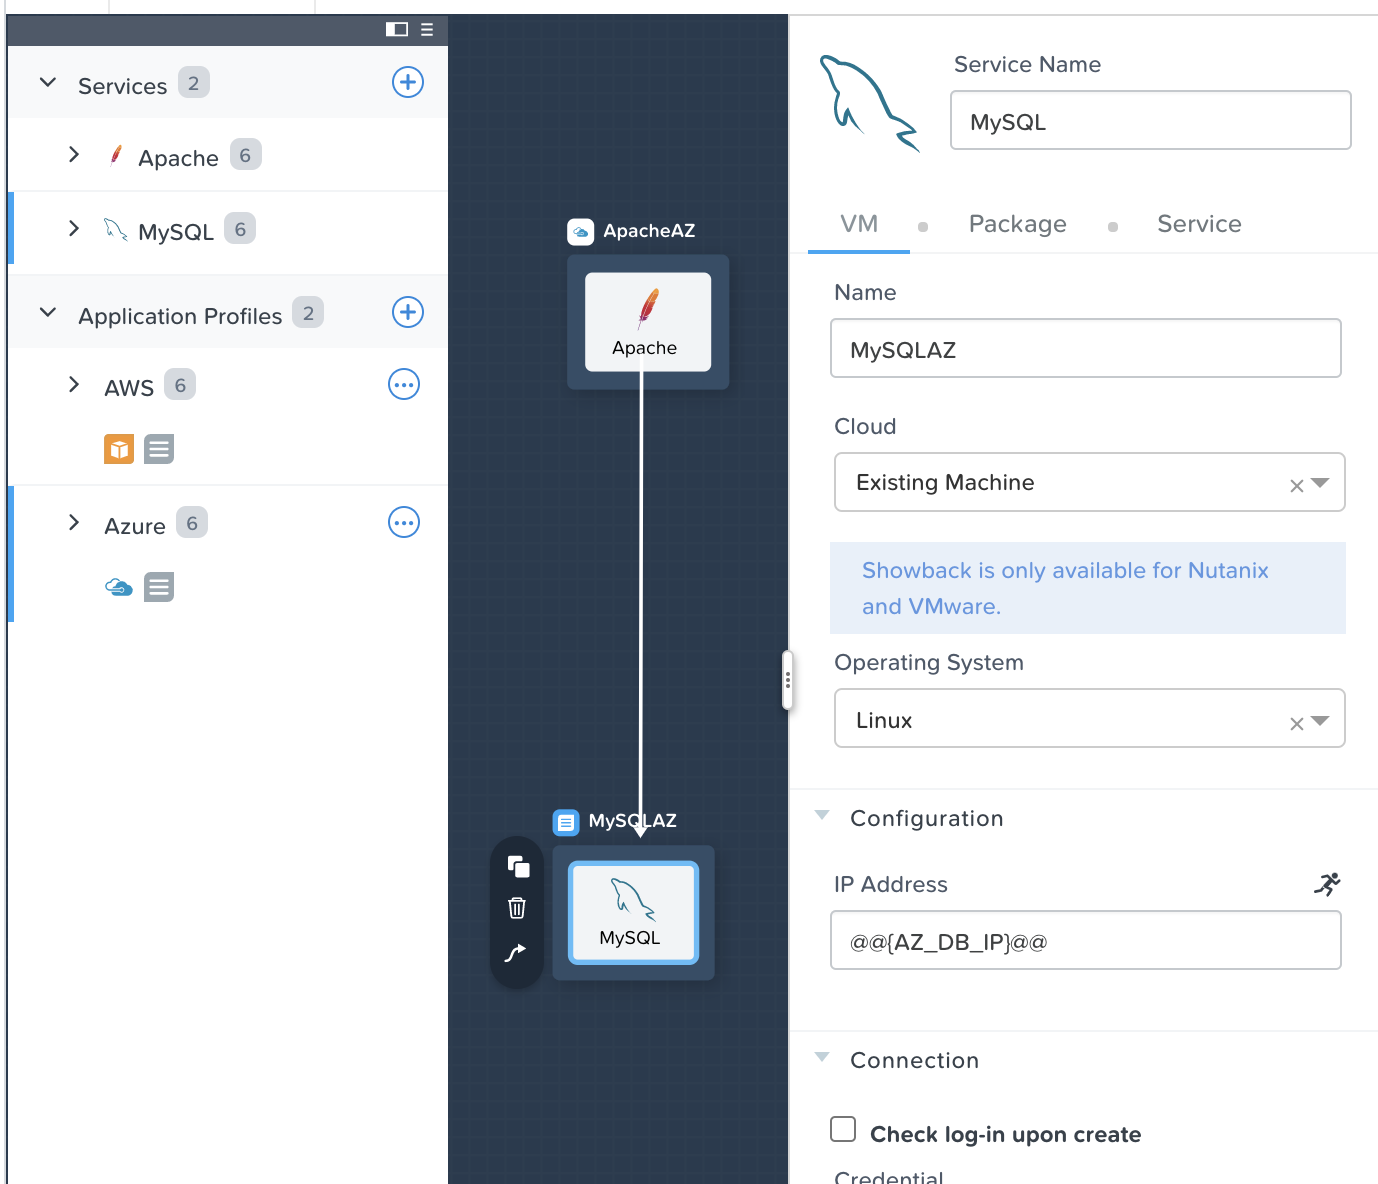 Services 2
Apache 6
MySQL 6
Application Profiles 2
AWS 6
Azure 6
ApacheAZ
Apache
MySQLAZ
MySQL
Service Name
MySQL
VM
Package
Service
Name
MySQLAZ
Cloud
Existing Machine
Showback is only available for Nutanix
and VMware.
Operating System
Linux
Configuration
IP Address
@@{AZ_DB_IP}@@
Connection
Check log-in upon create
Credential